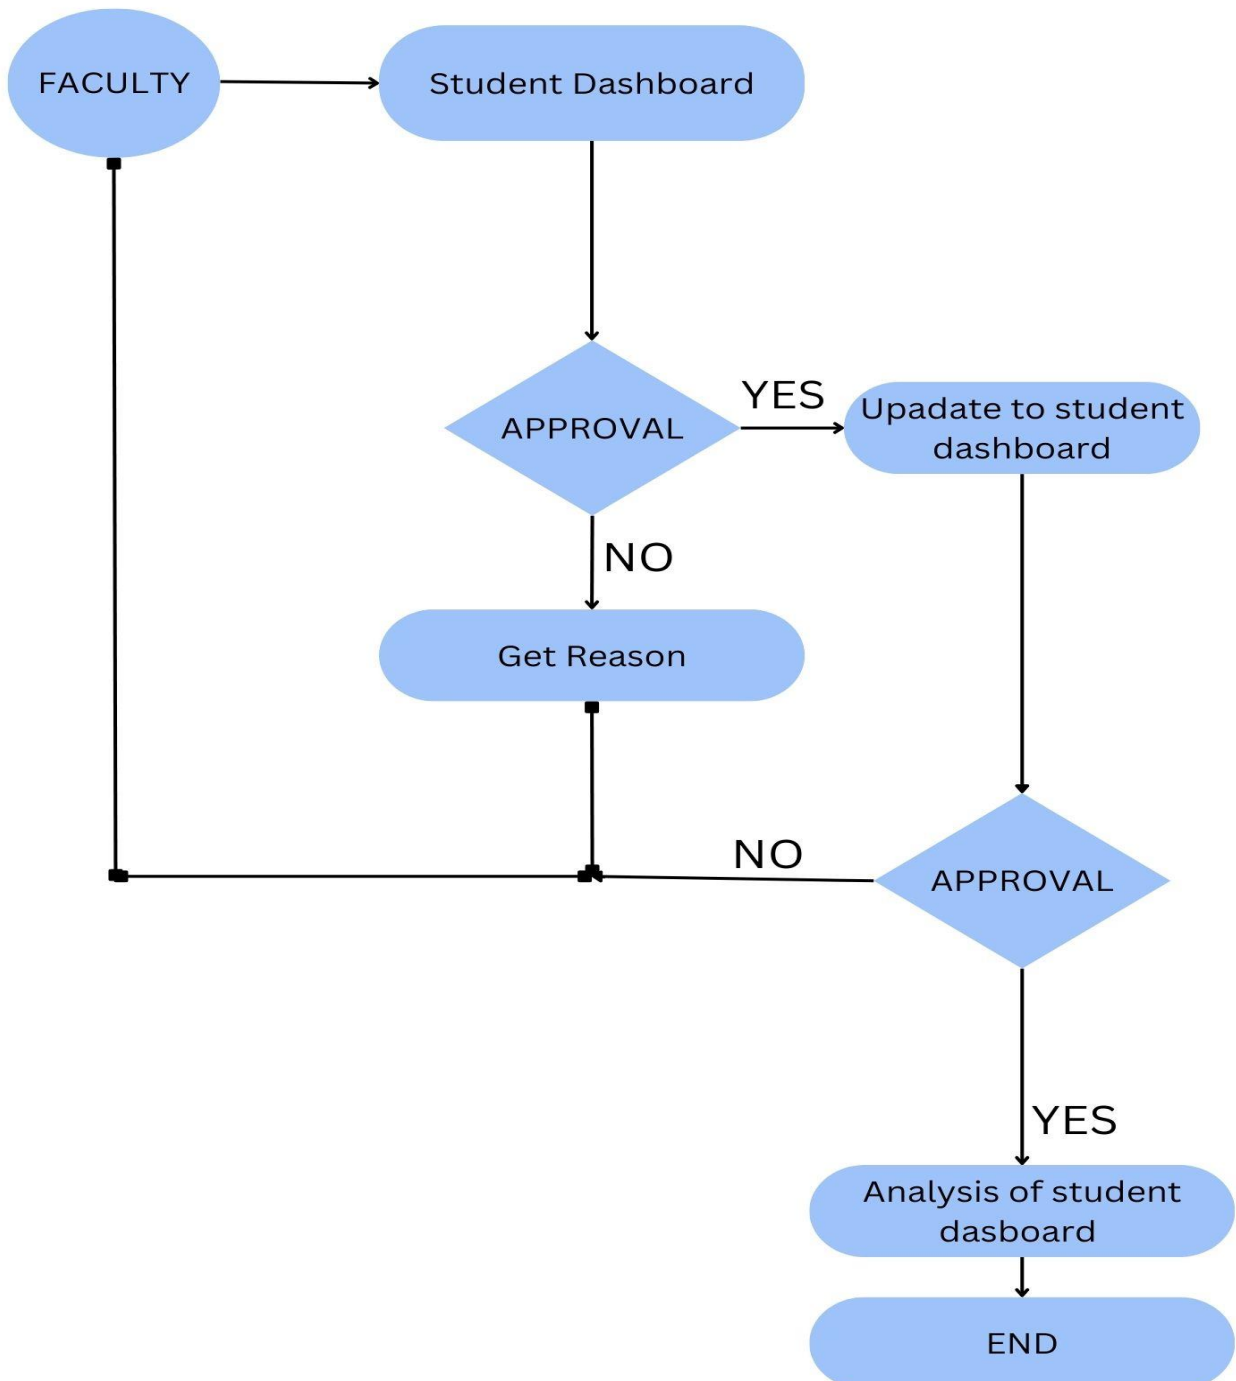 FACULTY
Student Dashboard
APPROVAL
YES
Upadate to student
dashboard
NO
Get Reason
NO
APPROVAL
YES
Analysis of student
dasboard
END